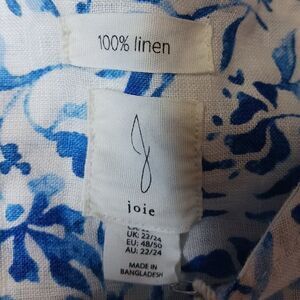 100% linen
joie
UK: 22/24
EU: 48/50
AU: 22/24
MADE IN
BANGLADESH